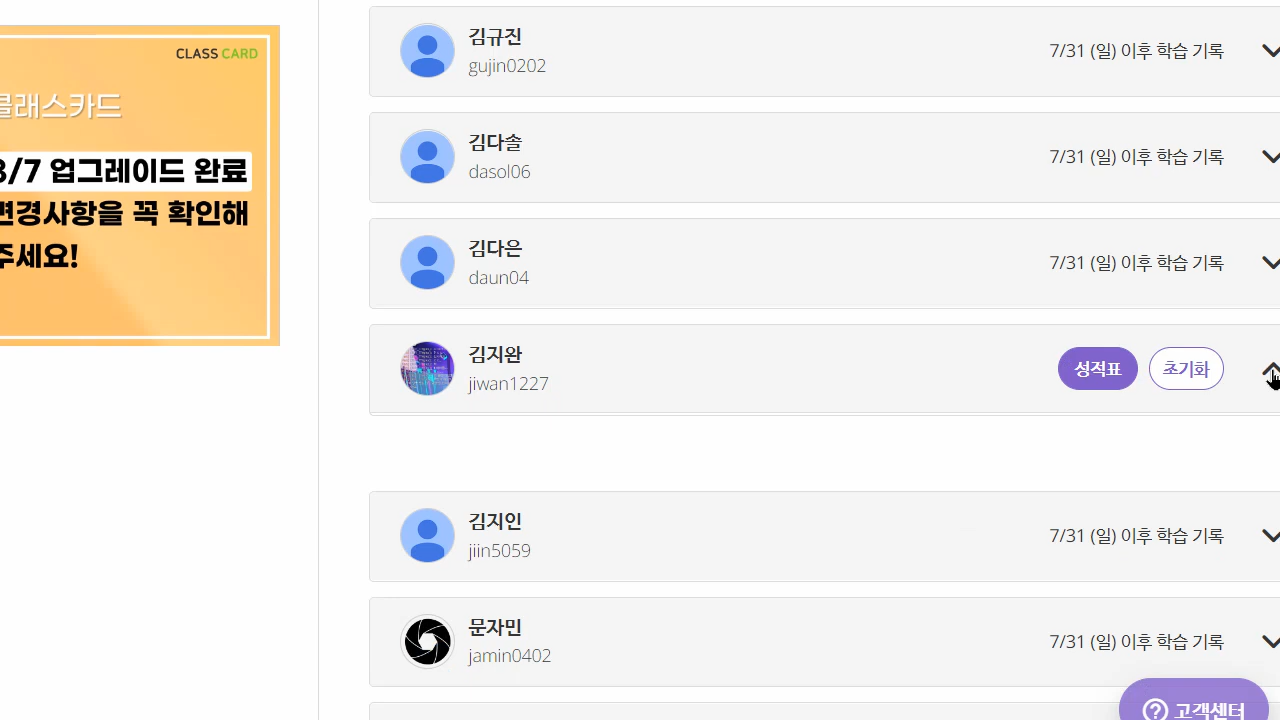 CLASS CARD
클래스카드
8/7 업그레이드 완료
변경사항을 꼭 확인해
주세요!
김규진
gujin0202
7/31 (일) 이후 학습 기록
김다솔
dasol06
7/31 (일) 이후 학습 기록
김다은
daun04
7/31 (일) 이후 학습 기록
김지완
jiwan1227
성적표
초기화
김지인
jiin5059
7/31 (일) 이후 학습 기록
문자민
jamin0402
7/31 (일) 이후 학습 기록
고객센터